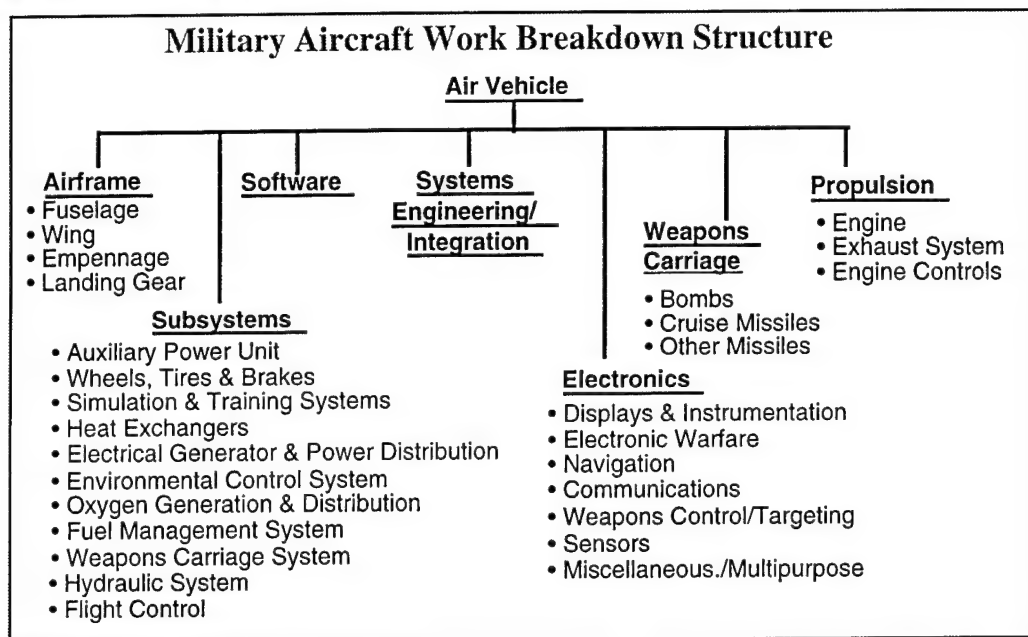 Military Aircraft Work Breakdown Structure
Air Vehicle
Airframe
• Fuselage
• Wing
• Empennage
• Landing Gear
Subsystems
• Auxiliary Power Unit
• Wheels, Tires & Brakes
• Simulation & Training Systems
• Heat Exchangers
• Electrical Generator & Power Distribution
• Environmental Control System
• Oxygen Generation & Distribution
• Fuel Management System
• Weapons Carriage System
• Hydraulic System
• Flight Control
Software
Systems
Engineering/
Integration
Electronics
• Displays & Instrumentation
• Electronic Warfare
• Navigation
• Communications
• Weapons Control/Targeting
• Sensors
• Miscellaneous./Multipurpose
Weapons
Carriage
• Bombs
• Cruise Missiles
• Other Missiles
Propulsion
• Engine
• Exhaust System
• Engine Controls